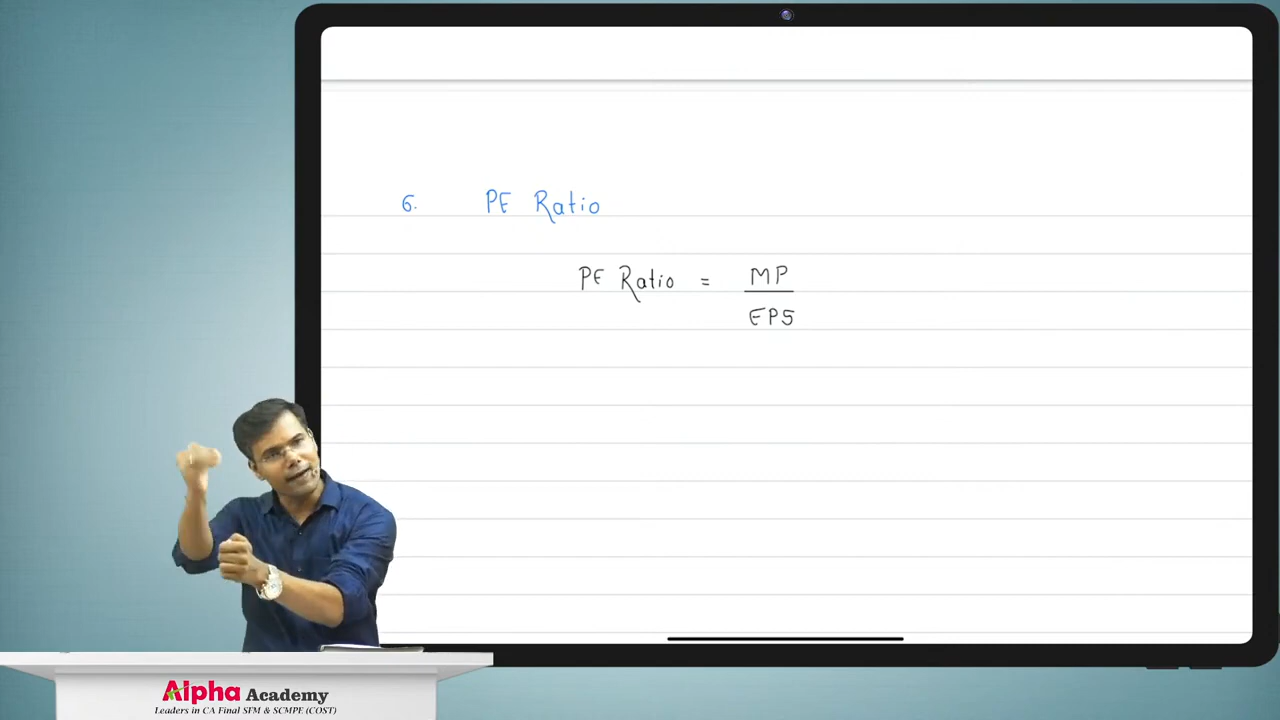 6. PE Ratio
PE Ratio = MP
EPS
Alpha Academy
Leaders in CA Final SFM & SCMPE (COST)